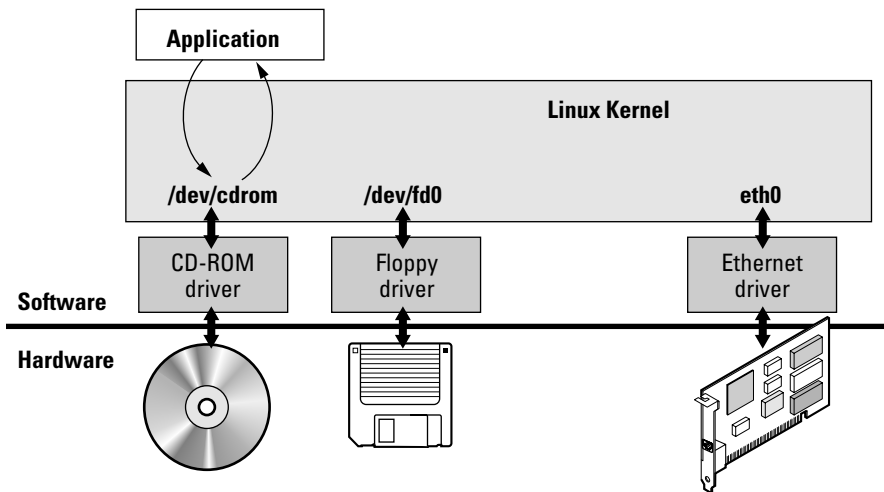 Application
Linux Kernel
/dev/cdrom
/dev/fd0
eth0
CD-ROM
driver
Floppy
driver
Ethernet
driver
Software
Hardware